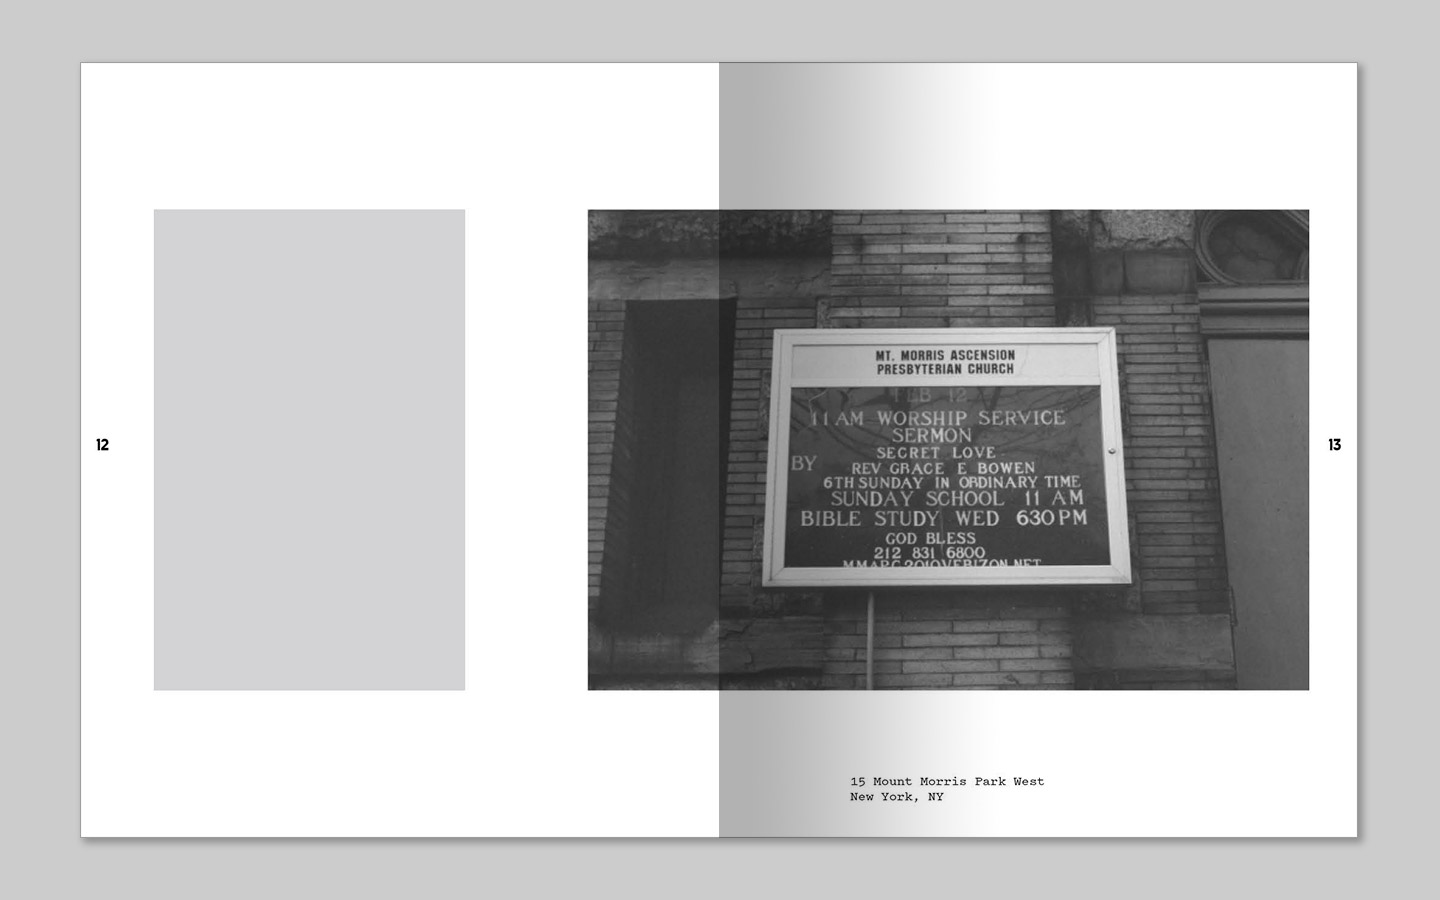 12
MT. MORRIS ASCENSION
PRESBYTERIAN CHURCH
FEB 12
11 AM WORSHIP SERVICE
SERMON
SECRET LOVE
BY REV GRACE E BOWEN
6TH SUNDAY IN ORDINARY TIME
SUNDAY SCHOOL 11 AM
BIBLE STUDY WED 630 PM
GOD BLESS
212 831 6800
MMAPC2010VERIZON.NET
13
15 Mount Morris Park West
New York, NY